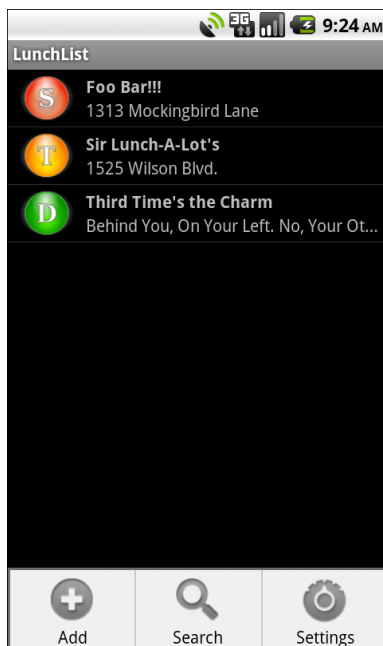 3G 9:24 AM
LunchList
S
Foo Bar!!!
1313 Mockingbird Lane
T
Sir Lunch-A-Lot's
1525 Wilson Blvd.
D
Third Time's the Charm
Behind You, On Your Left. No, Your Ot...
Add Search Settings